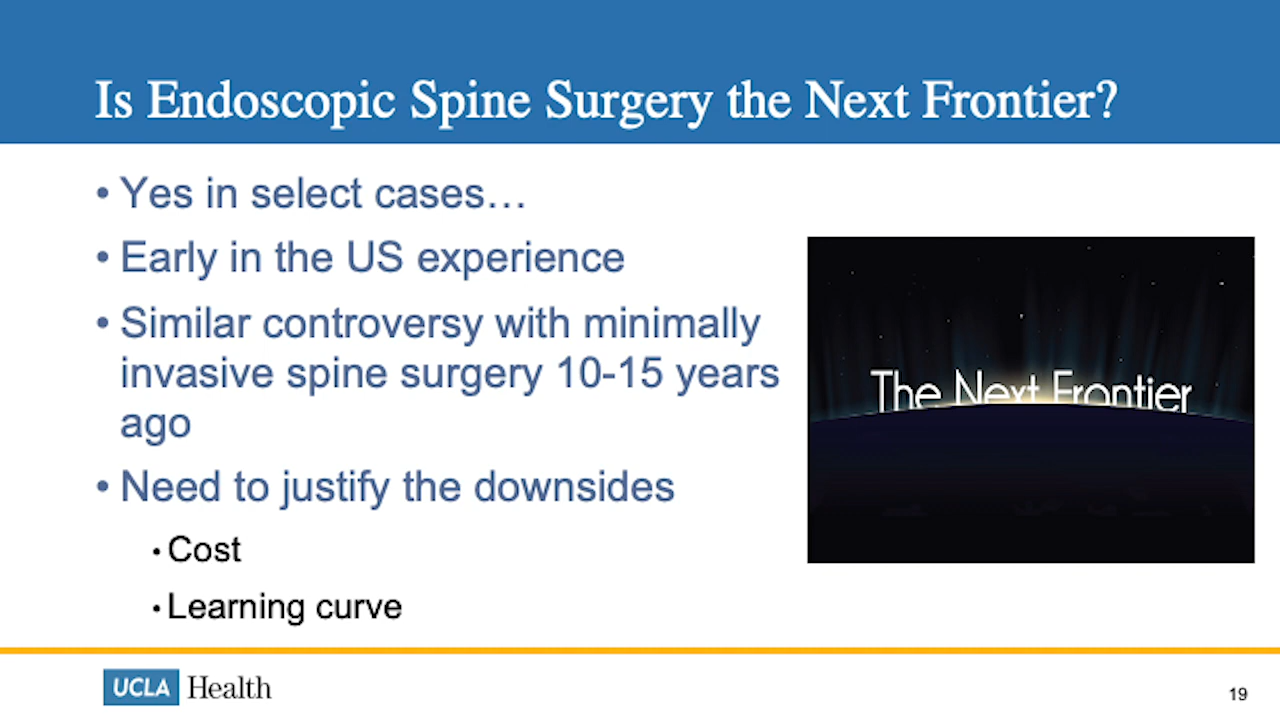 Is Endoscopic Spine Surgery the Next Frontier?
• Yes in select cases…
• Early in the US experience
• Similar controversy with minimally
invasive spine surgery 10-15 years
ago
• Need to justify the downsides
• Cost
• Learning curve
The Next Frontier
UCLA Health
19